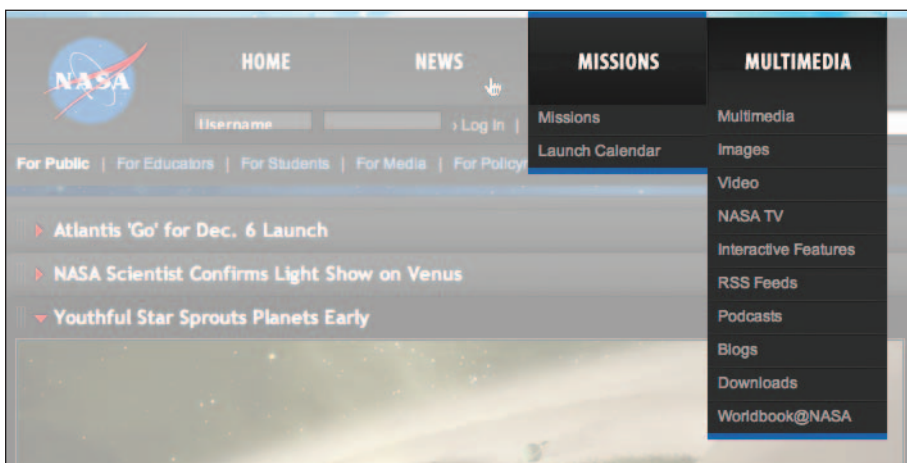 NASA
HOME
NEWS
MISSIONS
MULTIMEDIA
Username
› Log In |
For Public | For Educators | For Students | For Media |
Missions
Launch Calendar
Multimedia
Images
Video
NASA TV
Interactive Features
RSS Feeds
Podcasts
Blogs
Downloads
Worldbook@NASA
Atlantis 'Go' for Dec. 6 Launch
NASA Scientist Confirms Light Show on Venus
Youthful Star Sprouts Planets Early